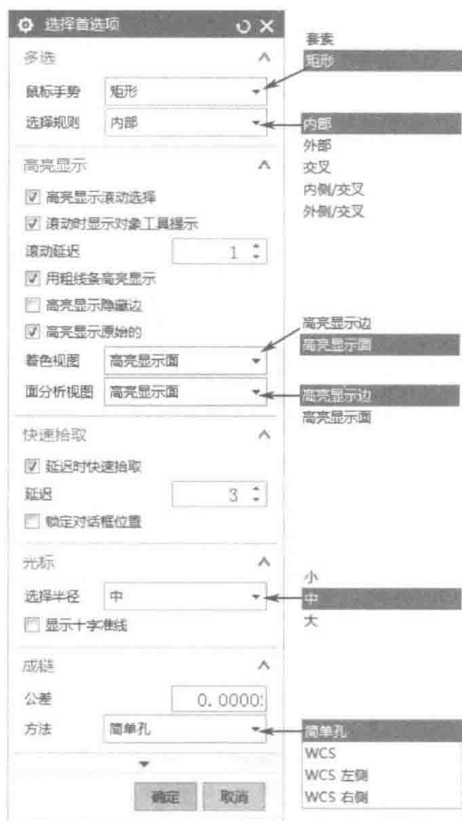 选择首选项
多选
鼠标手势 矩形
选择规则 内部
高亮显示
高亮显示滚动选择
滚动时显示对象工具提示
滚动延迟 1
用粗线条高亮显示
高亮显示隐藏边
高亮显示原始的
着色视图 高亮显示面
面分析视图 高亮显示面
快速拾取
延迟时快速拾取
延迟 3
锁定对话框位置
光标
选择半径 中
显示十字准线
成链
公差 0.0000
方法 简单孔
确定 取消
套索
矩形
内部
外部
交叉
内侧/交叉
外侧/交叉
高亮显示边
高亮显示面
高亮显示边
高亮显示面
小
中
大
简单孔
WCS
WCS 左侧
WCS 右侧